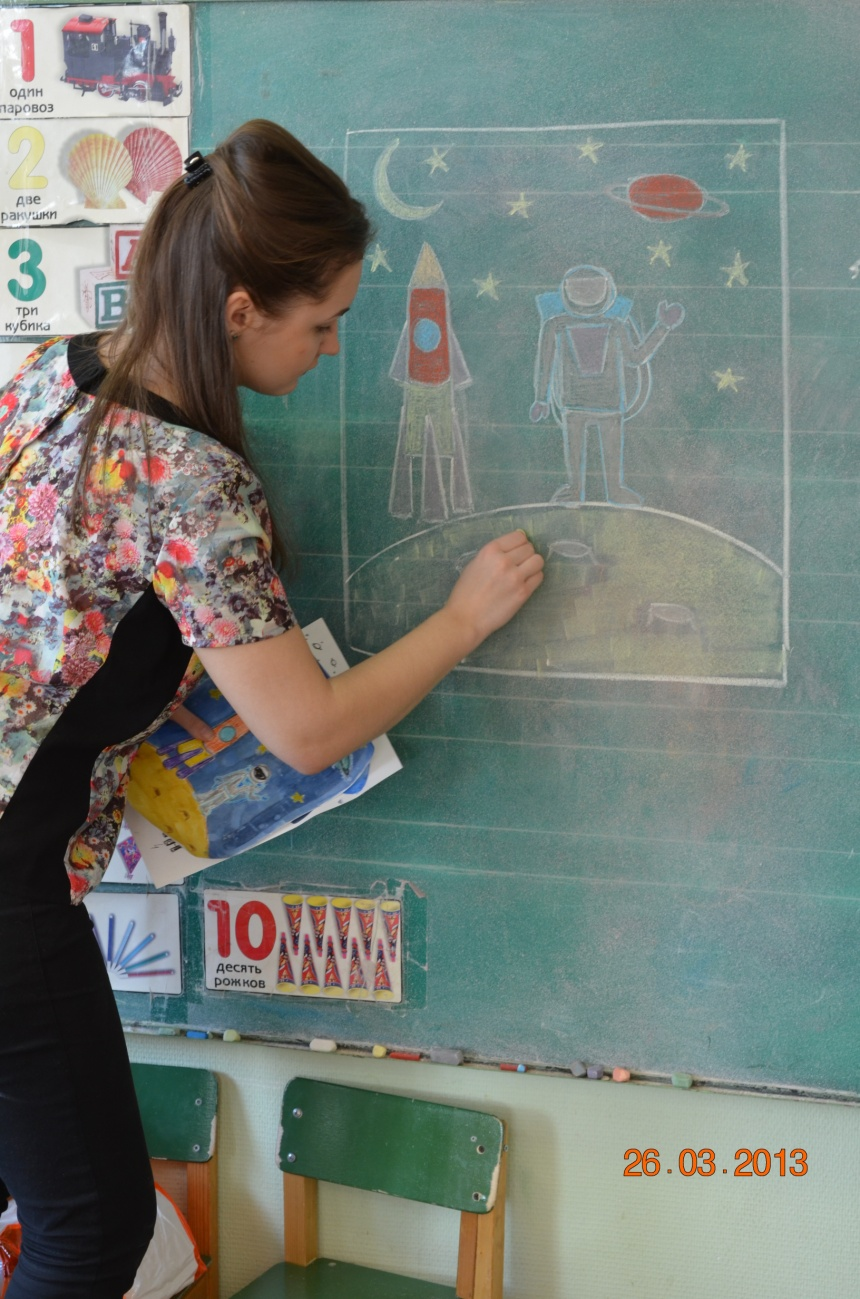 1
один
паровоз
2
две
ракушки
3
три
кубика
B
10
десять
рожков
26.03.2013